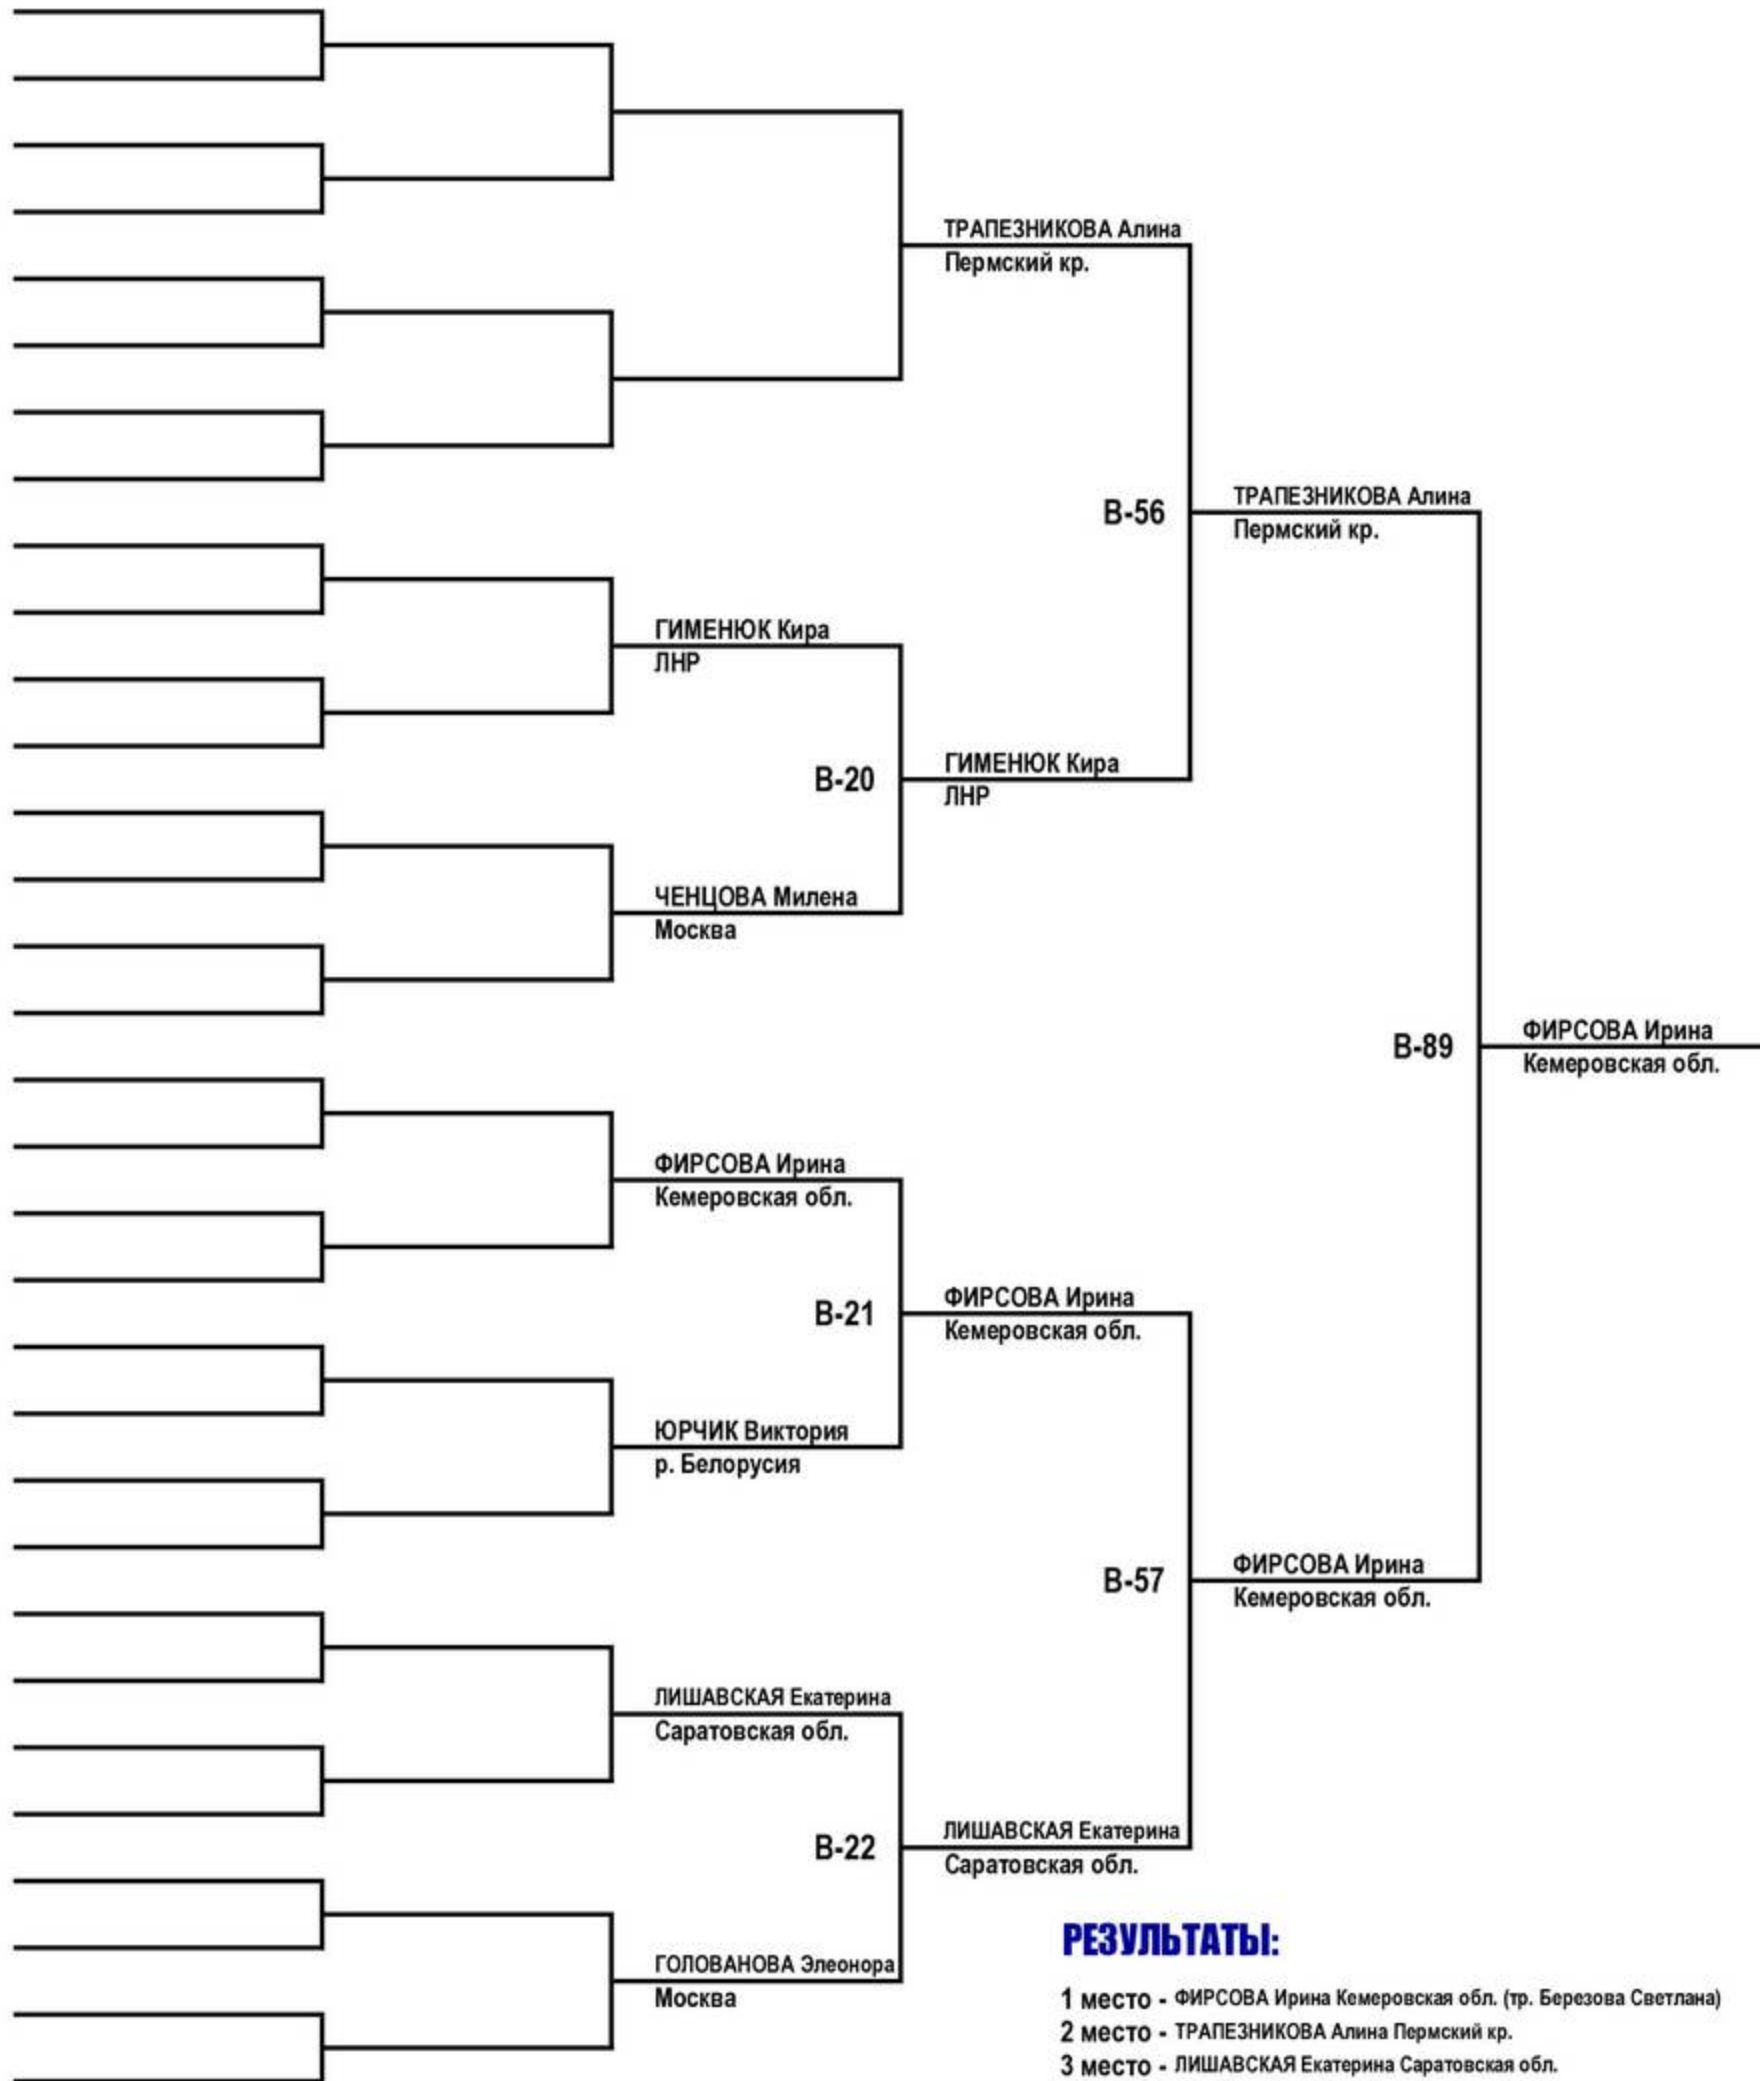 ТРАПЕЗНИКОВА Алина
Пермский кр.
В-56
ТРАПЕЗНИКОВА Алина
Пермский кр.
ГИМЕНЮК Кира
ЛНР
В-20
ГИМЕНЮК Кира
ЛНР
ЧЕНЦОВА Милена
Москва
В-89
ФИРСОВА Ирина
Кемеровская обл.
ФИРСОВА Ирина
Кемеровская обл.
В-21
ФИРСОВА Ирина
Кемеровская обл.
ЮРЧИК Виктория
р. Белорусия
В-57
ФИРСОВА Ирина
Кемеровская обл.
ЛИШАВСКАЯ Екатерина
Саратовская обл.
В-22
ЛИШАВСКАЯ Екатерина
Саратовская обл.
ГОЛОВАНОВА Элеонора
Москва
РЕЗУЛЬТАТЫ:
1 место - ФИРСОВА Ирина Кемеровская обл. (тр. Березова Светлана)
2 место - ТРАПЕЗНИКОВА Алина Пермский кр.
3 место - ЛИШАВСКАЯ Екатерина Саратовская обл.